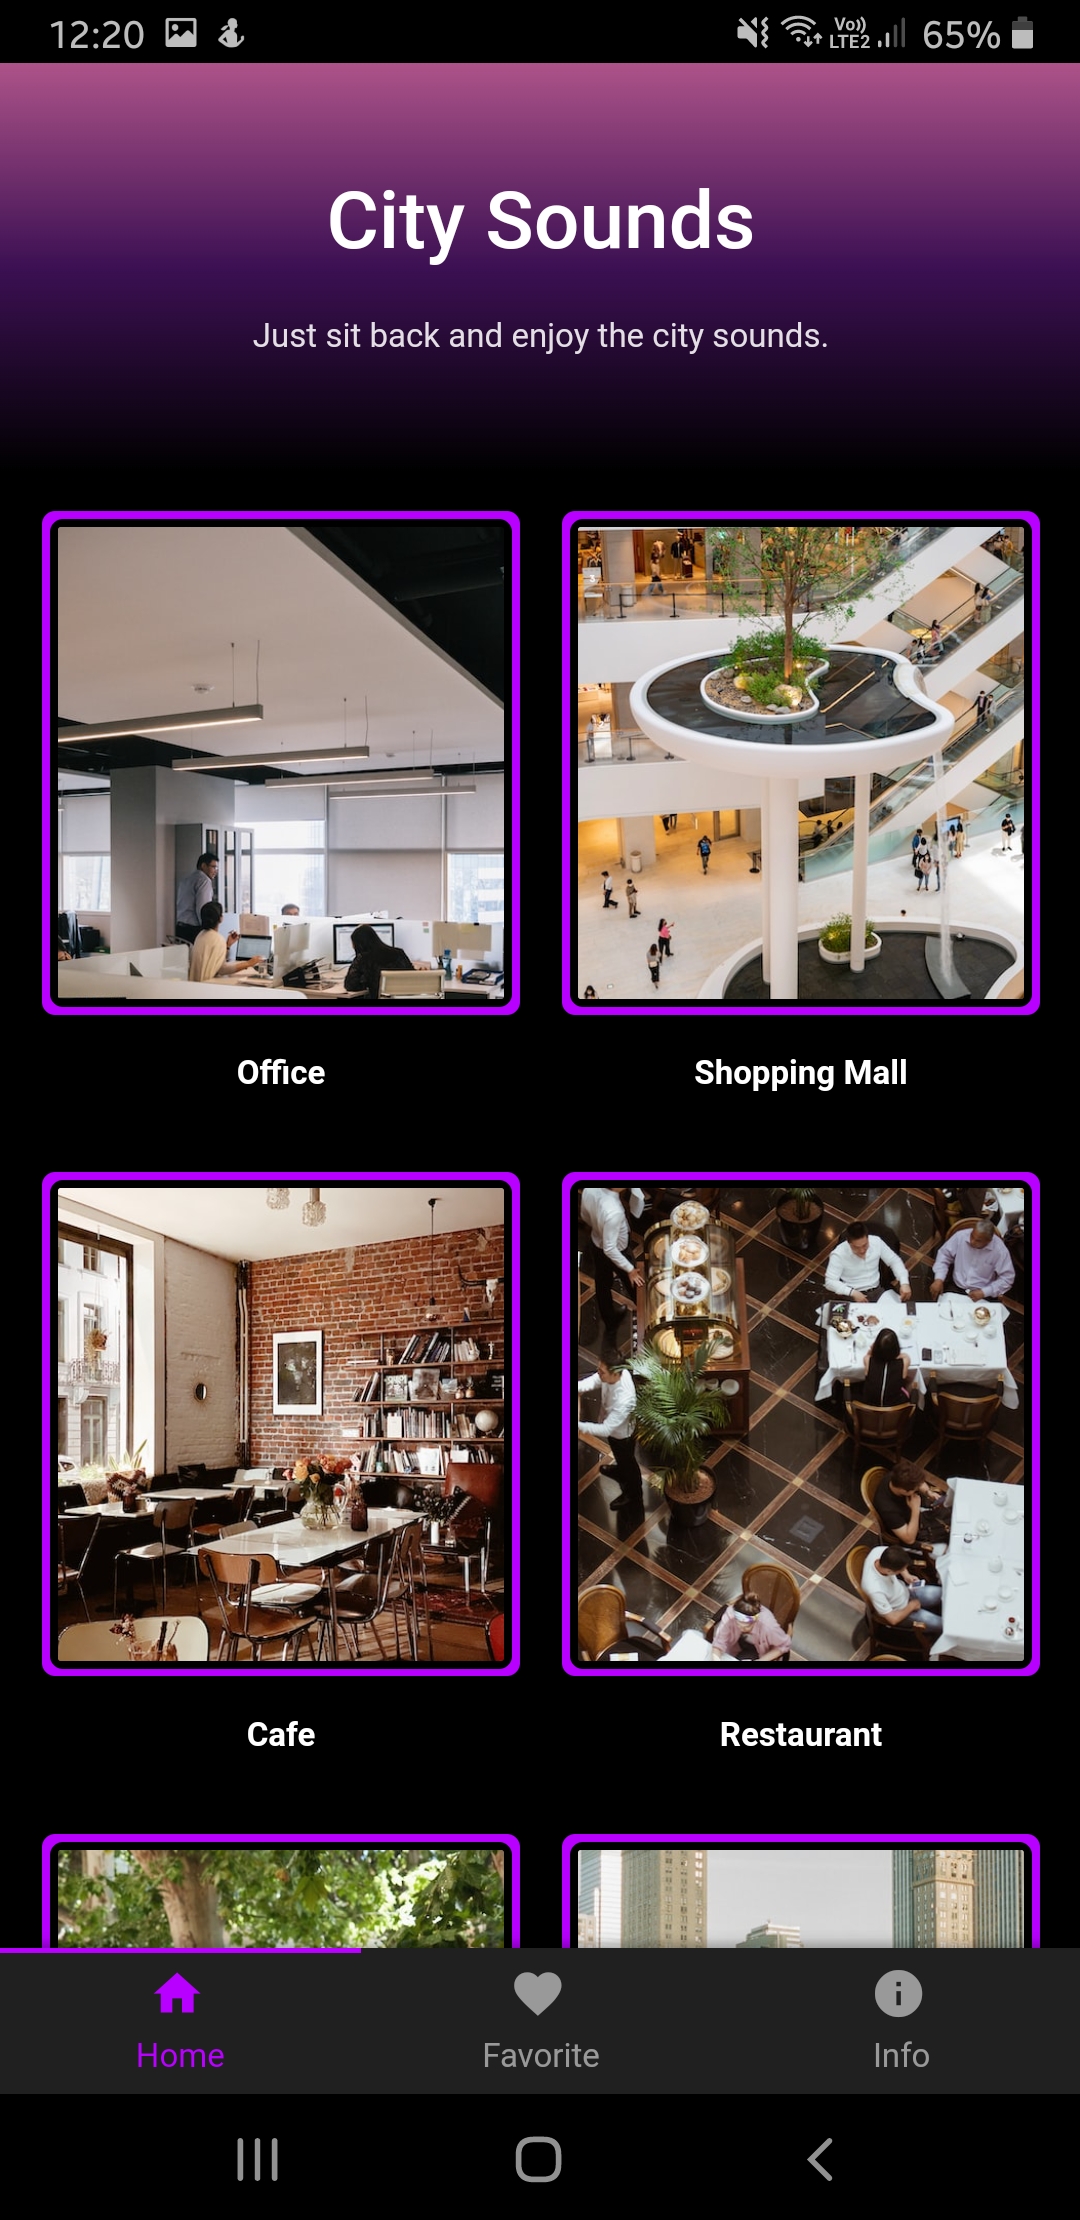 12:20
Vo)) LTE2 65%
City Sounds
Just sit back and enjoy the city sounds.
Office
Shopping Mall
Cafe
Restaurant
Home
Favorite
Info